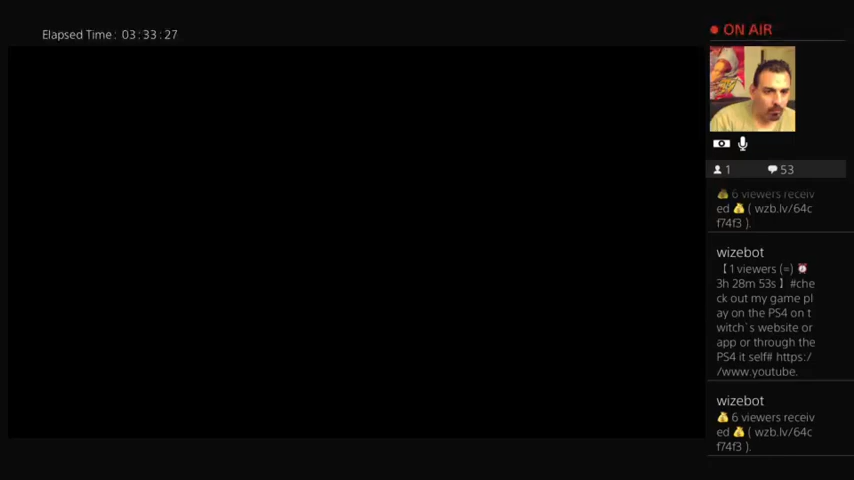 Elapsed Time: 03:33:27
ON AIR
1
53
6 viewers receiv
ed 💰 ( wzb.lv/64c
f74f3 ).
wizebot
【 1 viewers (=) ⏰
3h 28m 53s 】 #che
ck out my game pl
ay on the PS4 on t
witch`s website or
app or through the
PS4 it self# https:/
/www.youtube.
wizebot
💰 6 viewers receiv
ed 💰 ( wzb.lv/64c
f74f3 ).